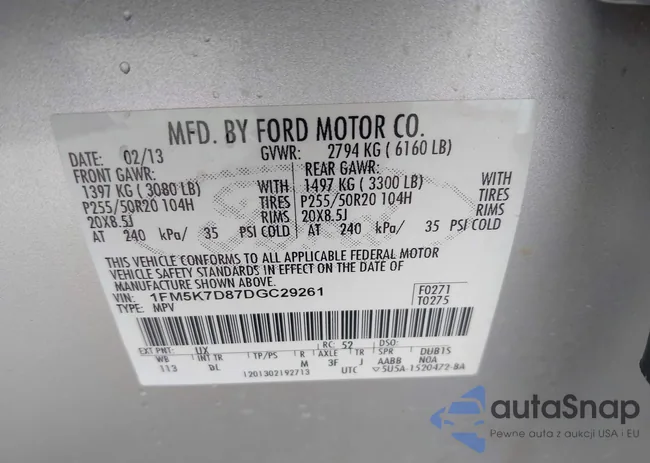 MFD. BY FORD MOTOR CO.
DATE: 02/13 GVWR: 2794 KG ( 6160 LB)
FRONT GAWR: REAR GAWR:
1397 KG ( 3080 LB) WITH 1497 KG ( 3300 LB) WITH
P255/50R20 104H TIRES P255/50R20 104H TIRES
20X8.5J RIMS 20X8.5J RIMS
AT 240 kPa/ 35 PSI COLD AT 240 kPa/ 35 PSI COLD
THIS VEHICLE CONFORMS TO ALL APPLICABLE FEDERAL MOTOR
VEHICLE SAFETY STANDARDS IN EFFECT ON THE DATE OF
MANUFACTURE SHOWN ABOVE.
VIN: 1FM5K7D87DGC29261 F0271
TYPE: MPV T0275
EXT PNT: UX RC: 52 DSO:
WB INT TR TP/PS R AXLE TR SPR DUB1S
113 DL M 3F J AABB N0A
1201302192713 UTC 5U5A-1520472-BA
autaSnap
Pewne auta z aukcji USA i EU